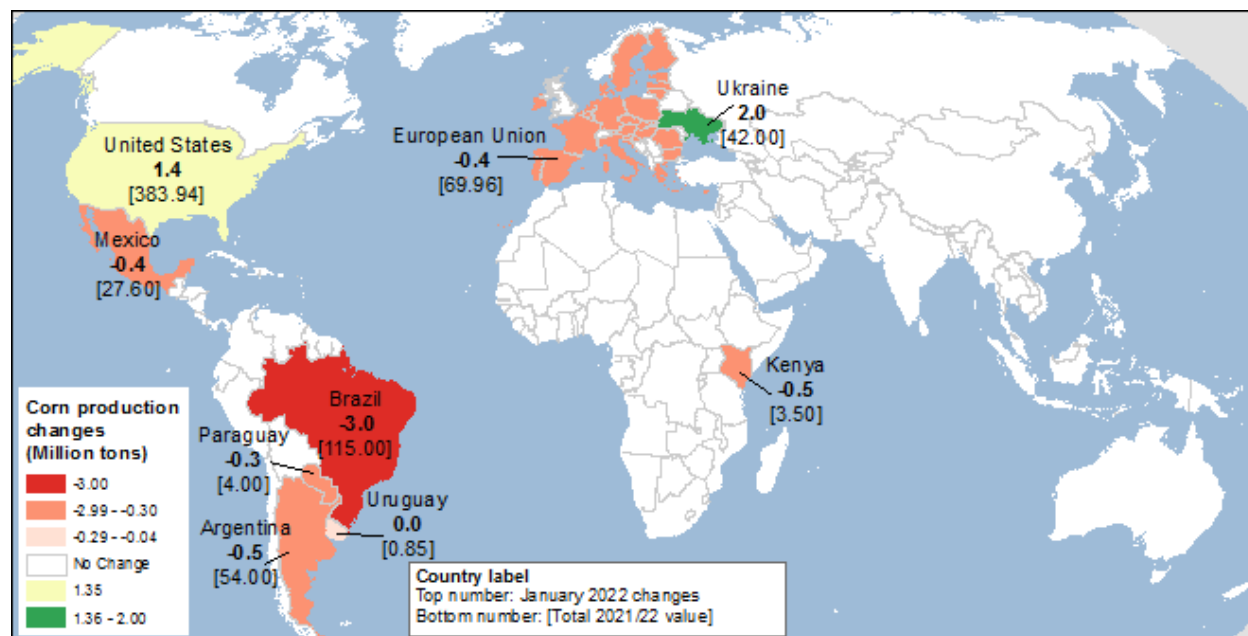 United States
1.4
[383.94]
Mexico
-0.4
[27.60]
European Union
-0.4
[69.96]
Ukraine
2.0
[42.00]
Kenya
-0.5
[3.50]
Brazil
-3.0
[115.00]
Paraguay
-0.3
[4.00]
Uruguay
0.0
[0.85]
Argentina
-0.5
[54.00]
Corn production
changes
(Million tons)
-3.00
-2.99 - -0.30
-0.29 - -0.04
No Change
1.35
1.36 - 2.00
Country label
Top number: January 2022 changes
Bottom number: [Total 2021/22 value]